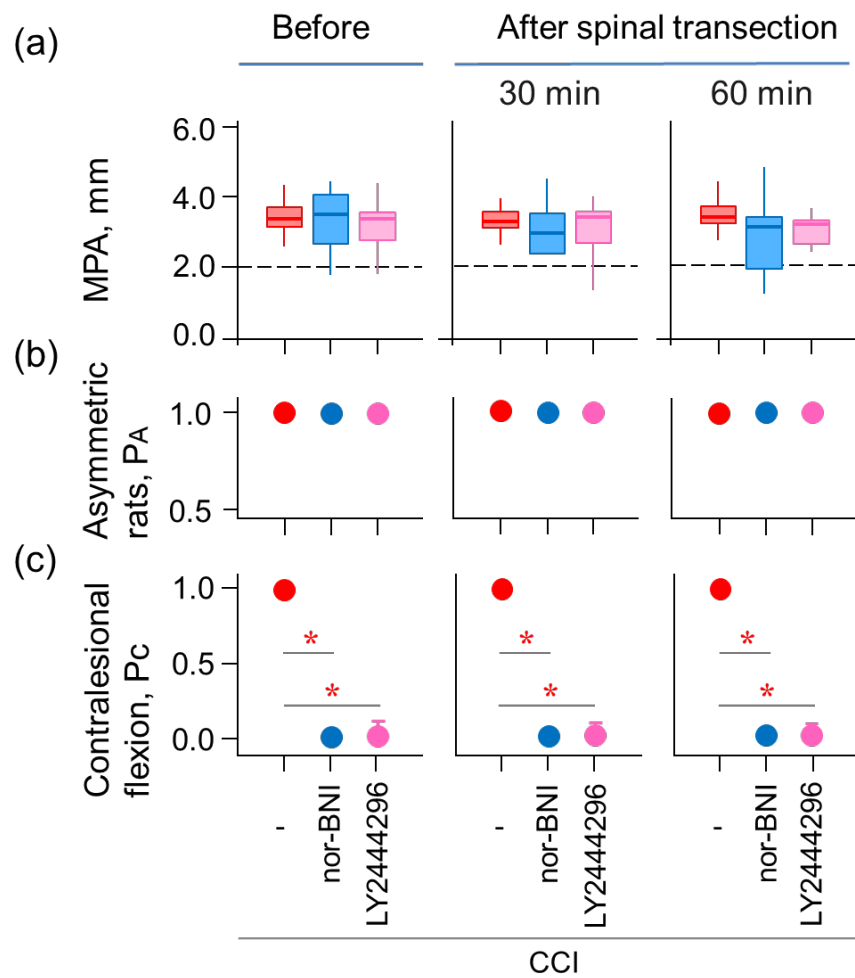 (a)
Before
After spinal transection
30 min
60 min
MPA, mm
6.0
4.0
2.0
0.0
(b)
Asymmetric
rats, PA
1.0
0.5
(c)
Contralesional
flexion, PC
1.0
0.5
0.0
*
*
*
*
*
*
-
nor-BNI
LY2444296
-
nor-BNI
LY2444296
-
nor-BNI
LY2444296
CCI